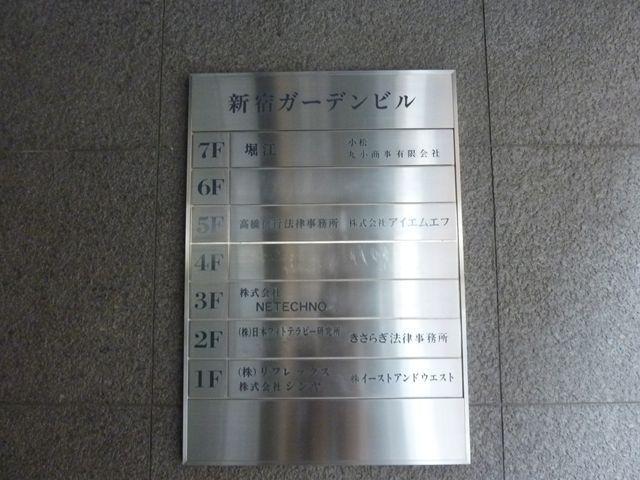 新宿ガーデンビル
7F 堀江 小松
丸小商事有限会社
6F
5F 法律事務所 株式会社アイエムエフ
4F
3F 株式会社
NETECHNO
2F (株)日本フィトテラピー研究所 きさらぎ法律事務所
1F (株)リフレックス
株式会社シンヤ ㈱イーストアンドウエスト